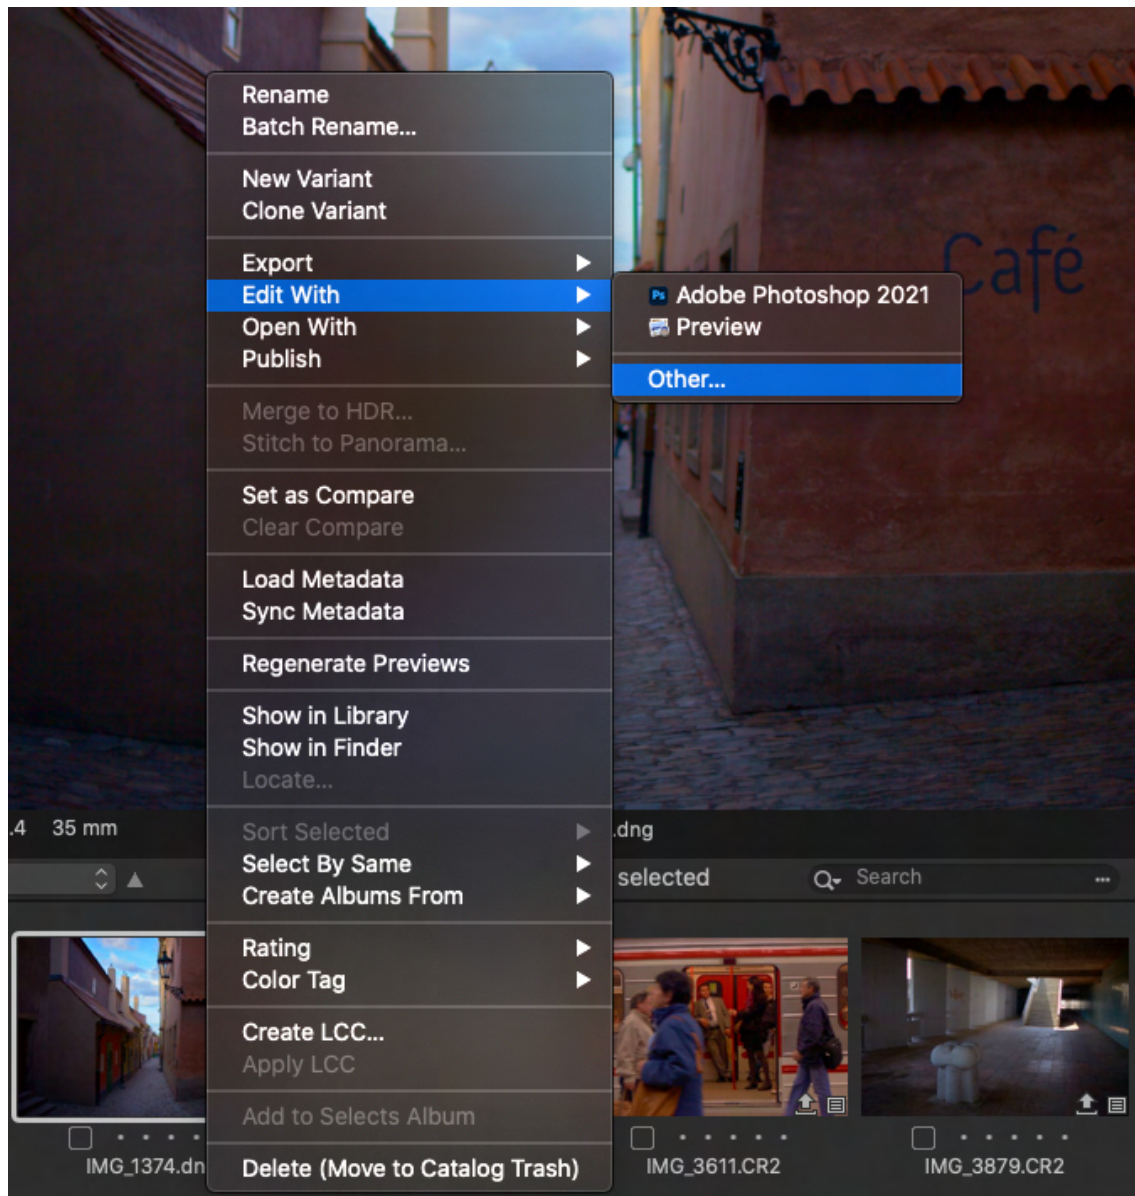 Café
Rename
Batch Rename...
New Variant
Clone Variant
Export
Edit With
Open With
Publish
Ps Adobe Photoshop 2021
Preview
Other...
Merge to HDR...
Stitch to Panorama...
Set as Compare
Clear Compare
Load Metadata
Sync Metadata
Regenerate Previews
Show in Library
Show in Finder
Locate...
.4 35 mm
.dng
Sort Selected
Select By Same
Create Albums From
selected
Search
Rating
Color Tag
Create LCC...
Apply LCC
Add to Selects Album
Delete (Move to Catalog Trash)
IMG_1374.dn
IMG_3611.CR2
IMG_3879.CR2